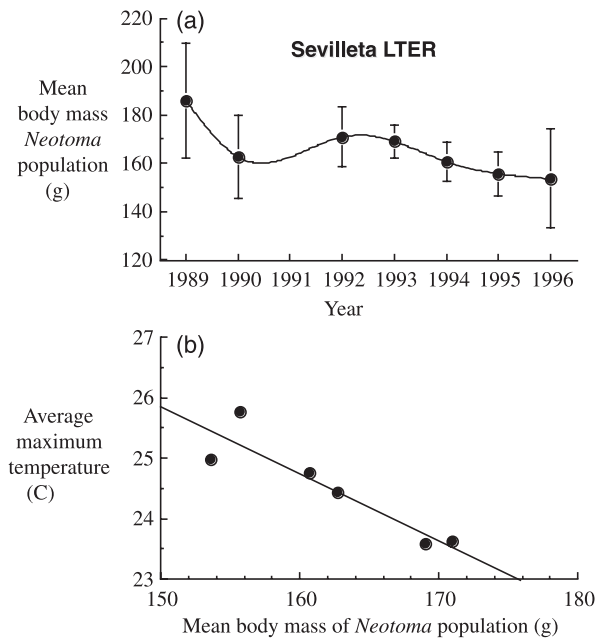 (a)
Sevilleta LTER
Mean
body mass
Neotoma
population
(g)
220
200
180
160
140
120
1989 1990 1991 1992 1993 1994 1995 1996
Year
(b)
Average
maximum
temperature
(C)
27
26
25
24
23
150 160 170 180
Mean body mass of Neotoma population (g)